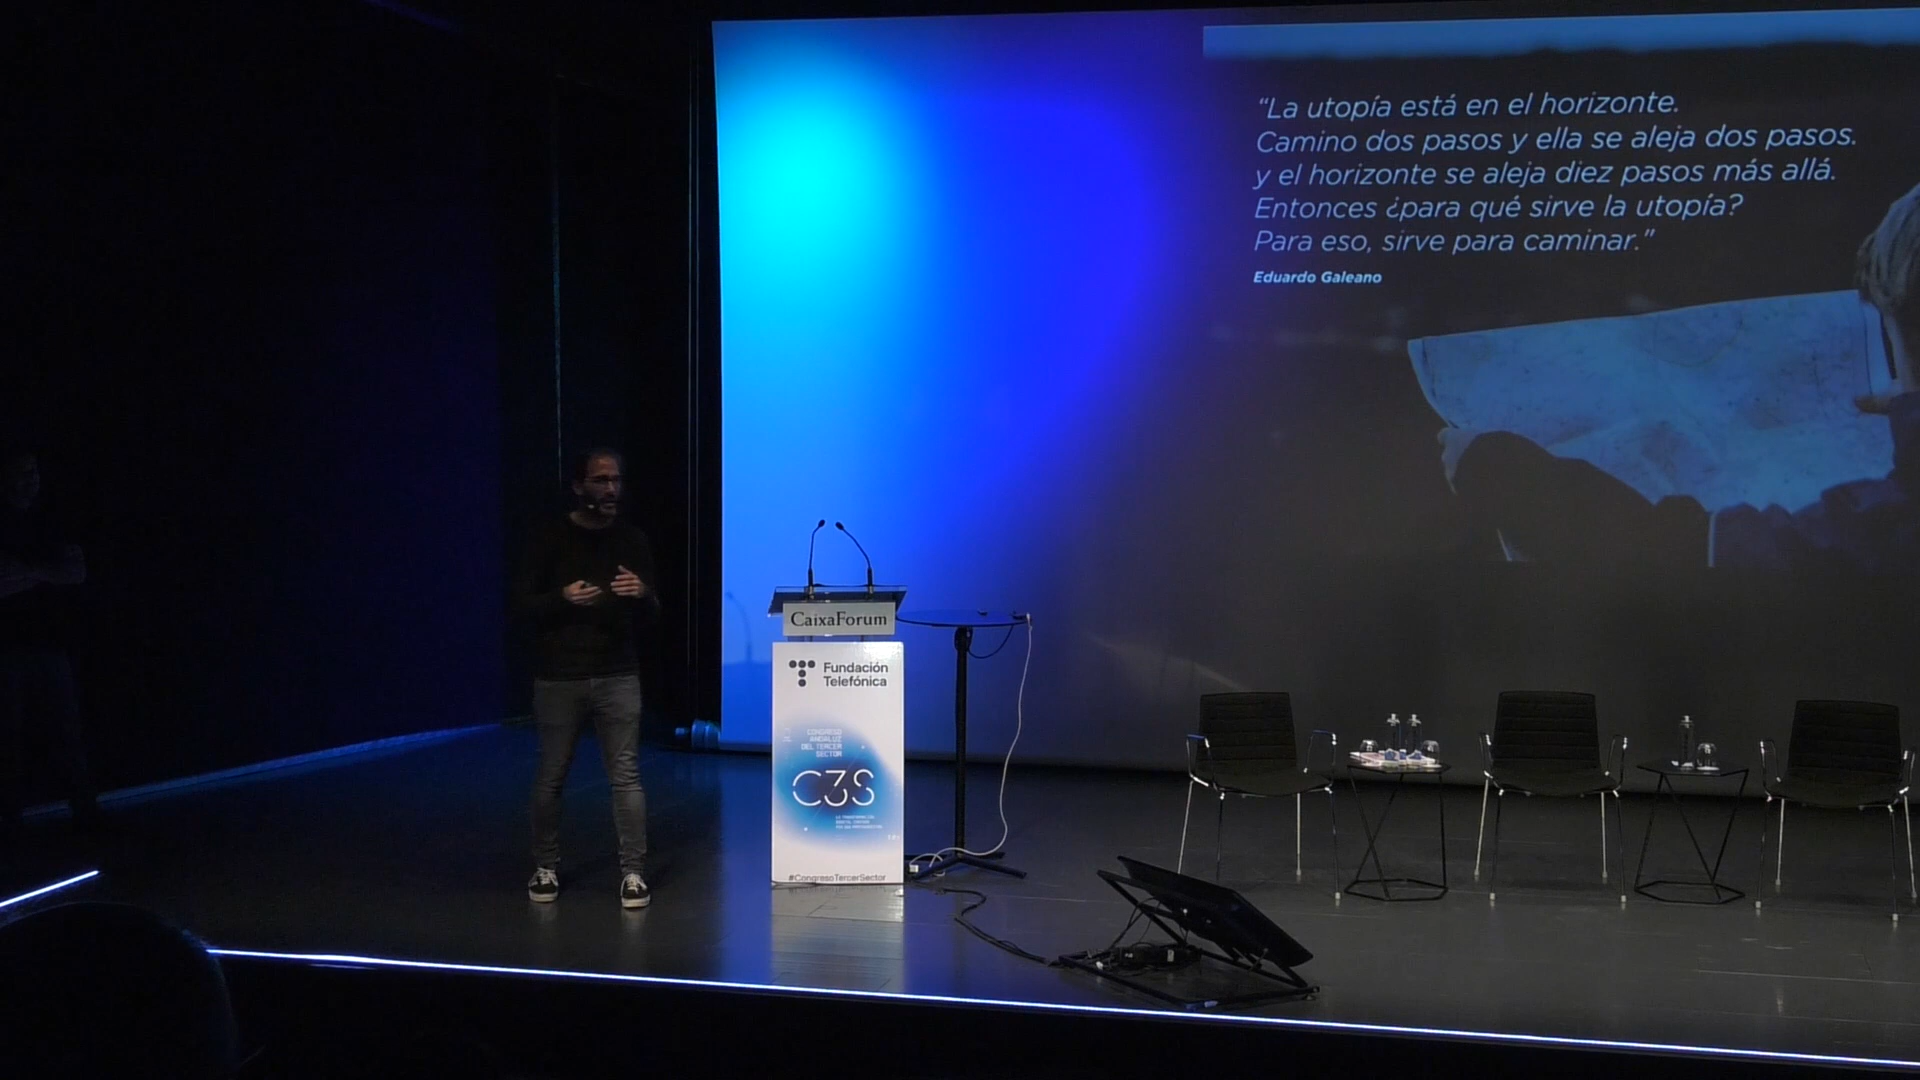 “La utopía está en el horizonte.
Camino dos pasos y ella se aleja dos pasos.
y el horizonte se aleja diez pasos más allá.
Entonces ¿para qué sirve la utopía?
Para eso, sirve para caminar.”
Eduardo Galeano
CaixaForum
Fundación
Telefónica
CONGRESO
ANDALUZ
DEL TERCER
SECTOR
C3S
#CongresoTercerSector